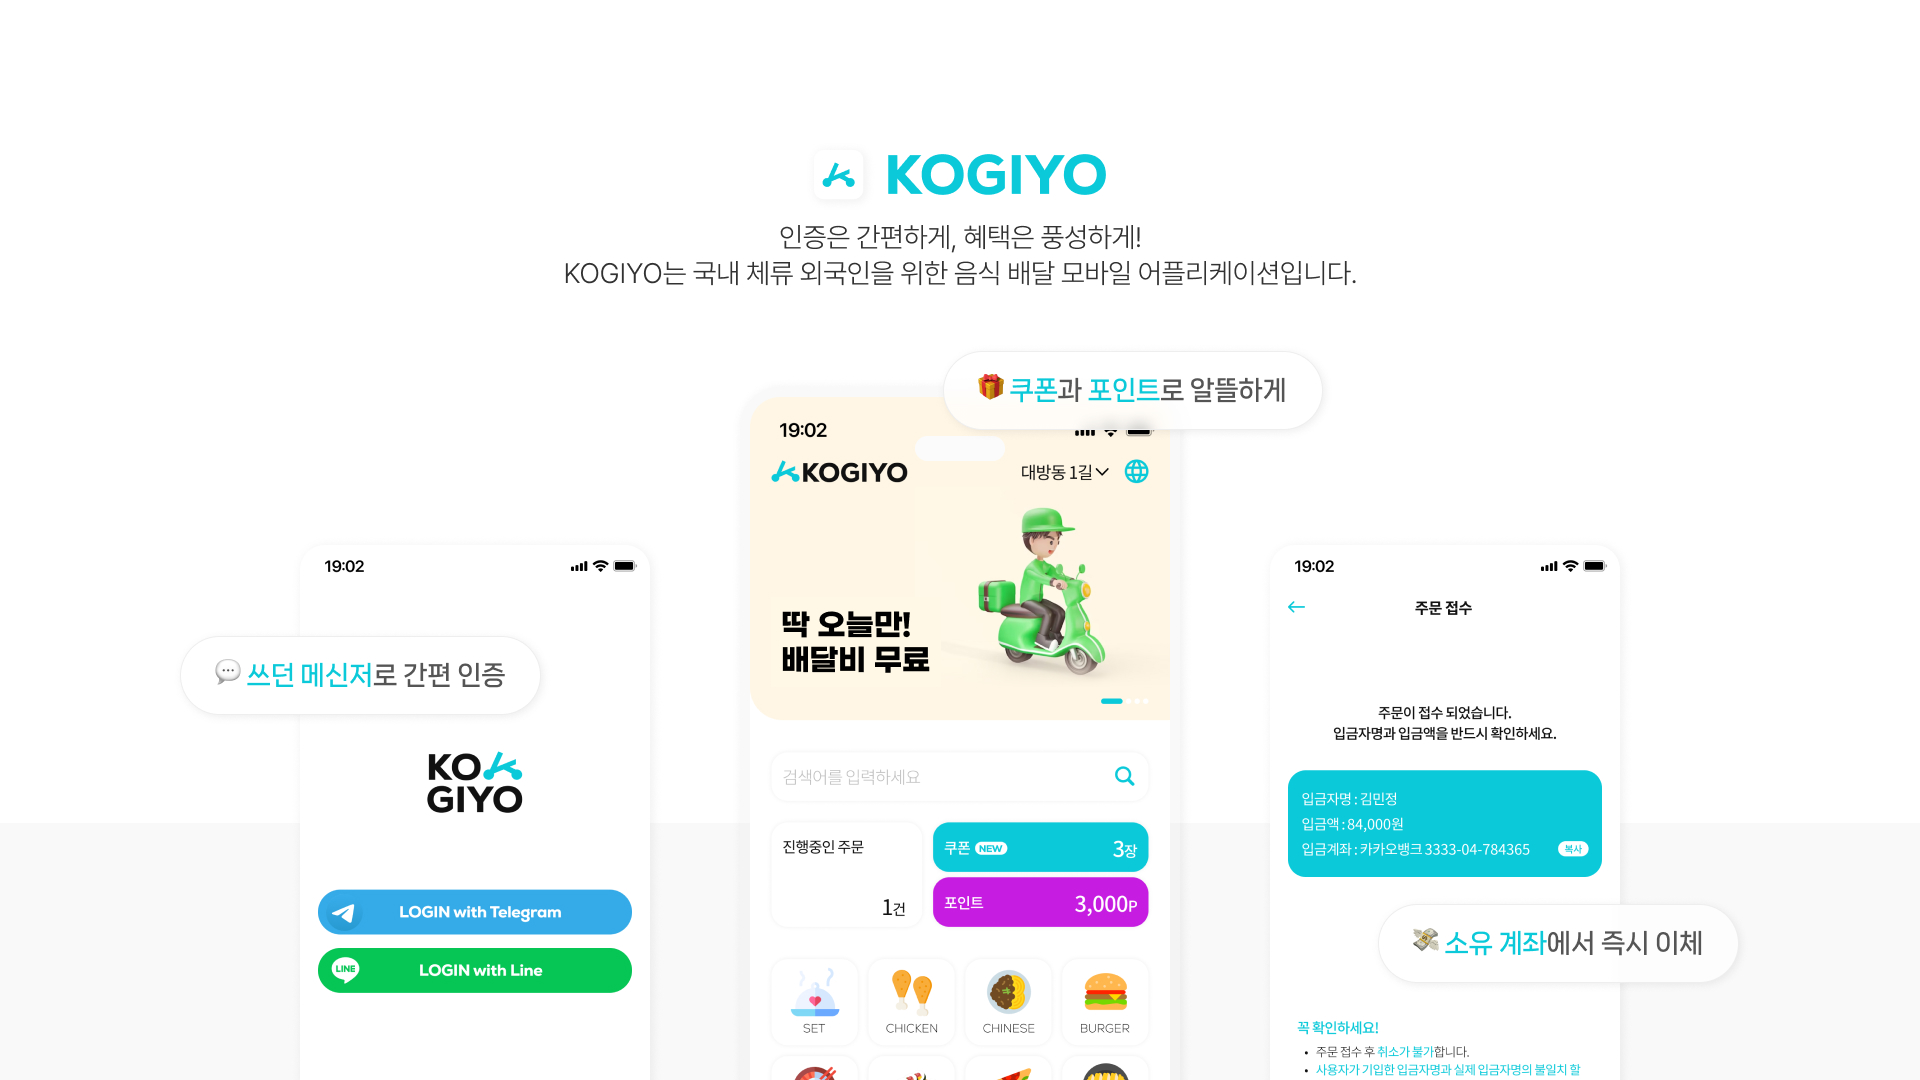 KOGIYO
인증은 간편하게, 혜택은 풍성하게!
KOGIYO는 국내 체류 외국인을 위한 음식 배달 모바일 어플리케이션입니다.
🎁 쿠폰과 포인트로 알뜰하게
19:02
KOGIYO
대방동 1길
딱 오늘만!
배달비 무료
검색어를 입력하세요
진행중인 주문
1건
쿠폰 NEW 3장
포인트 3,000P
SET
CHICKEN
CHINESE
BURGER
19:02
💬 쓰던 메신저로 간편 인증
KO
GIYO
LOGIN with Telegram
LINE
LOGIN with Line
19:02
주문 접수
주문이 접수 되었습니다.
입금자명과 입금액을 반드시 확인하세요.
입금자명 : 김민정
입금액 : 84,000원
입금계좌 : 카카오뱅크 3333-04-784365 복사
💸 소유 계좌에서 즉시 이체
꼭 확인하세요!
• 주문 접수 후 취소가 불가합니다.
• 사용자가 기입한 입금자명과 실제 입금자명의 불일치 할